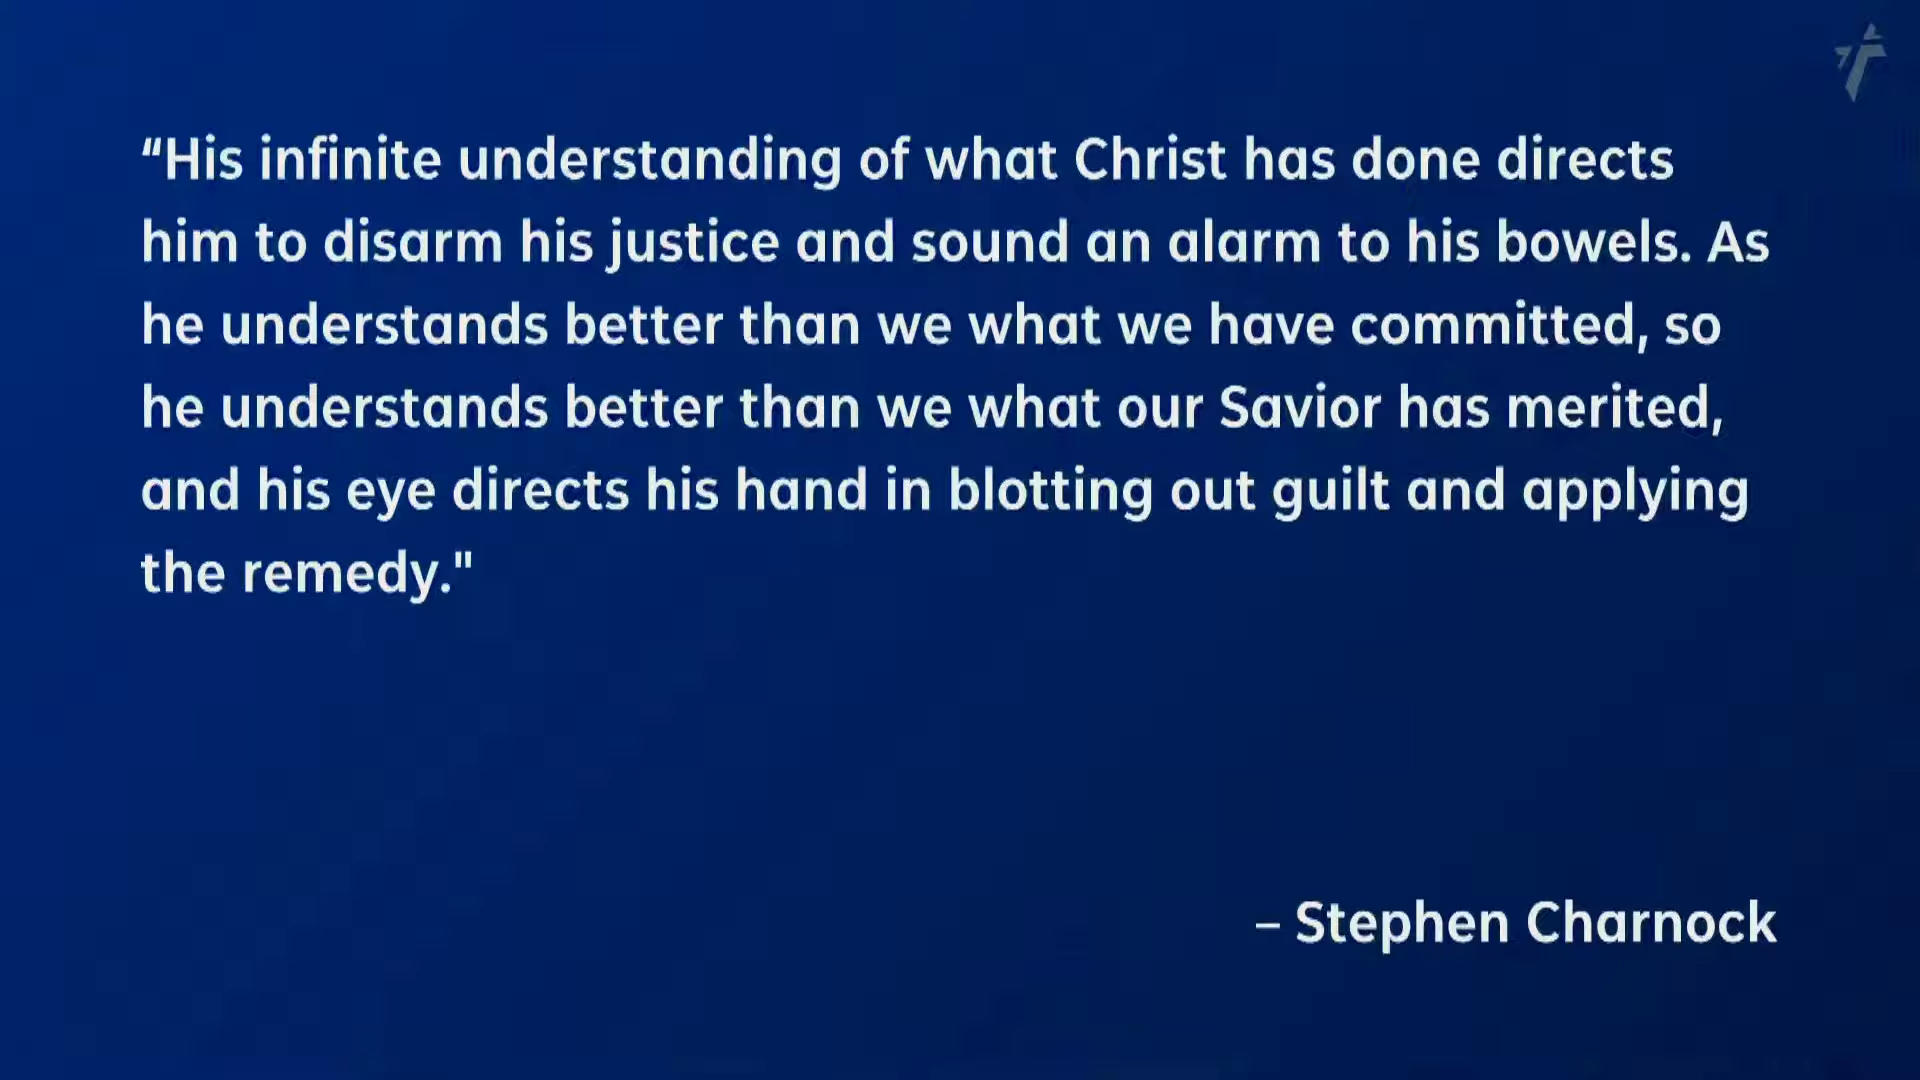 “His infinite understanding of what Christ has done directs
him to disarm his justice and sound an alarm to his bowels. As
he understands better than we what we have committed, so
he understands better than we what our Savior has merited,
and his eye directs his hand in blotting out guilt and applying
the remedy."
– Stephen Charnock